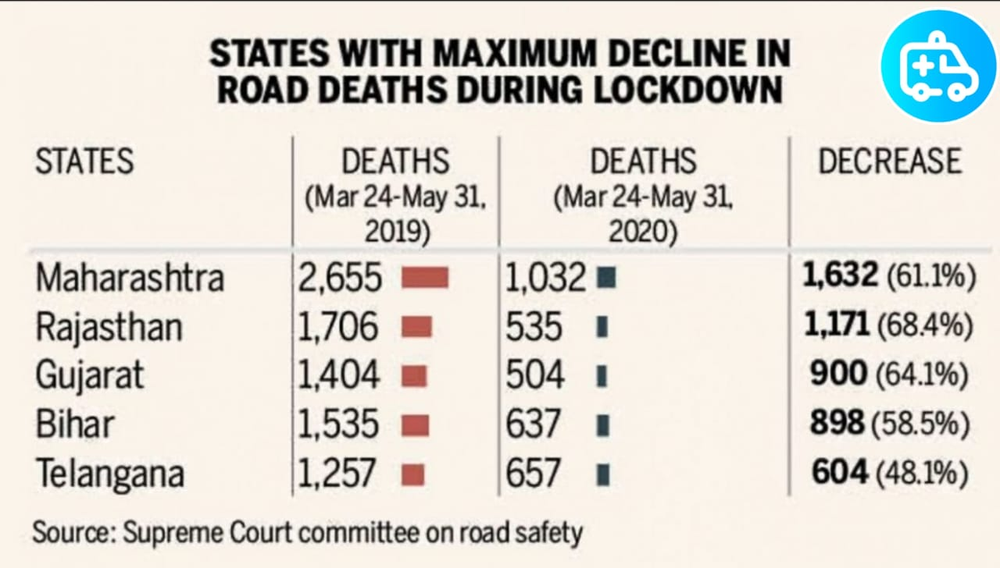 STATES WITH MAXIMUM DECLINE IN
ROAD DEATHS DURING LOCKDOWN
STATES DEATHS DEATHS DECREASE
(Mar 24-May 31, (Mar 24-May 31,
2019) 2020)
Maharashtra 2,655 1,032 1,632 (61.1%)
Rajasthan 1,706 535 1,171 (68.4%)
Gujarat 1,404 504 900 (64.1%)
Bihar 1,535 637 898 (58.5%)
Telangana 1,257 657 604 (48.1%)
Source: Supreme Court committee on road safety